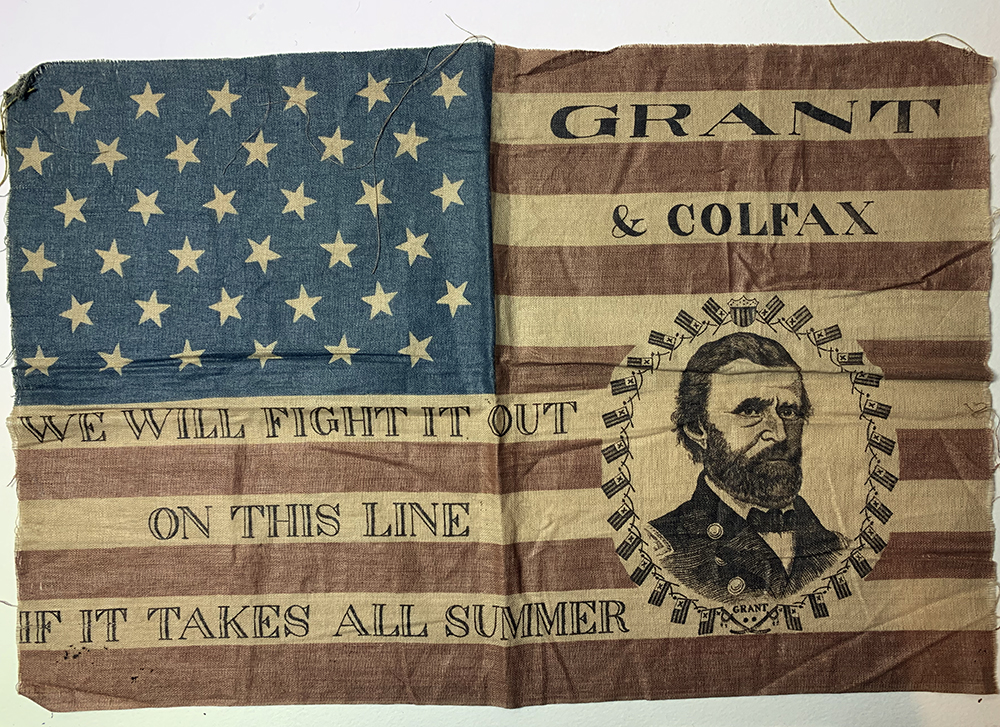 GRANT
& COLFAX
WE WILL FIGHT IT OUT
ON THIS LINE
IF IT TAKES ALL SUMMER
GRANT